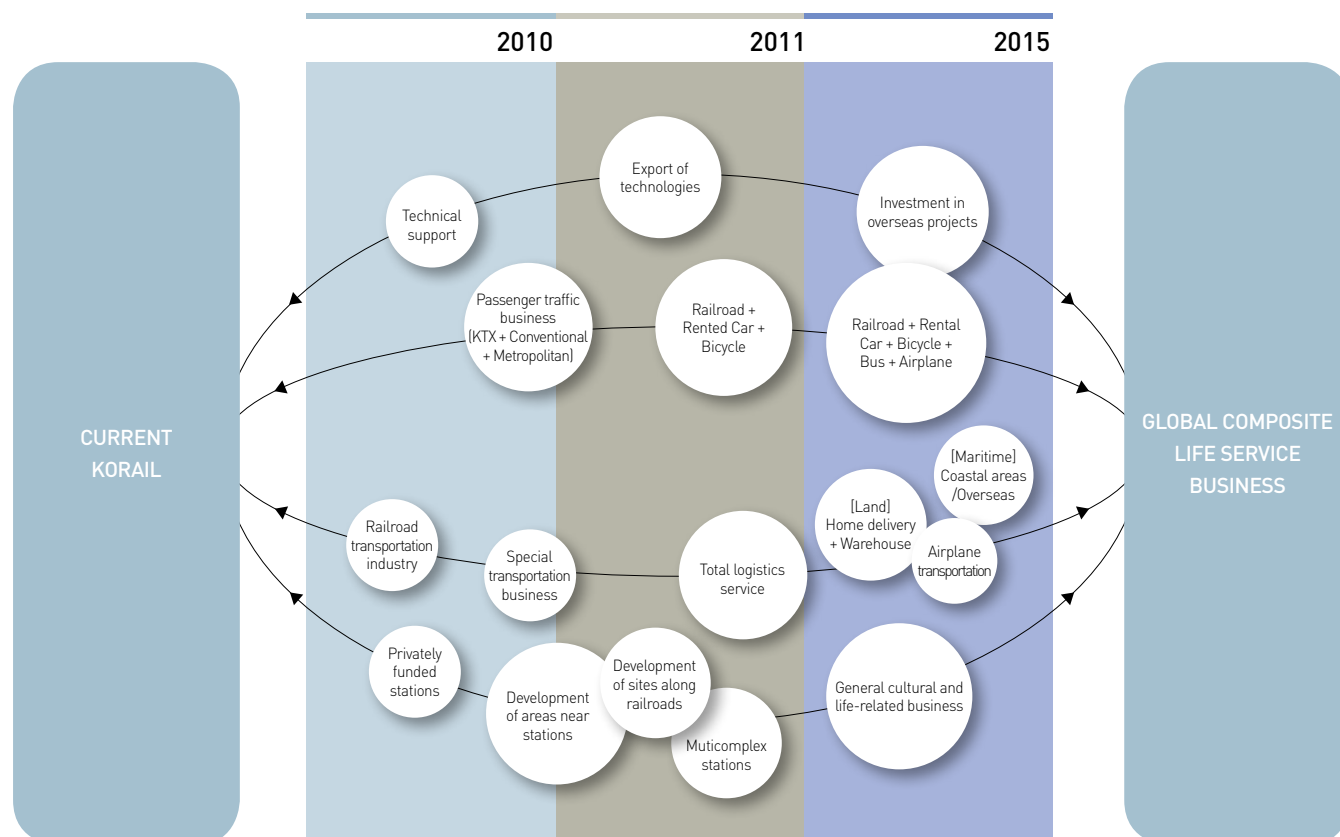 2010
2011
2015
Export of
technologies
Technical
support
Investment in
overseas projects
Passenger traffic
business
(KTX + Conventional
+ Metropolitan)
Railroad +
Rented Car +
Bicycle
Railroad + Rental
Car + Bicycle +
Bus + Airplane
CURRENT
KORAIL
GLOBAL COMPOSITE
LIFE SERVICE
BUSINESS
[Maritime]
Coastal areas
/Overseas
[Land]
Home delivery
+ Warehouse
Airplane
transportation
Railroad
transportation
industry
Special
transportation
business
Total logistics
service
Privately
funded
stations
Development
of areas near
stations
Development
of sites along
railroads
Muticomplex
stations
General cultural and
life-related business